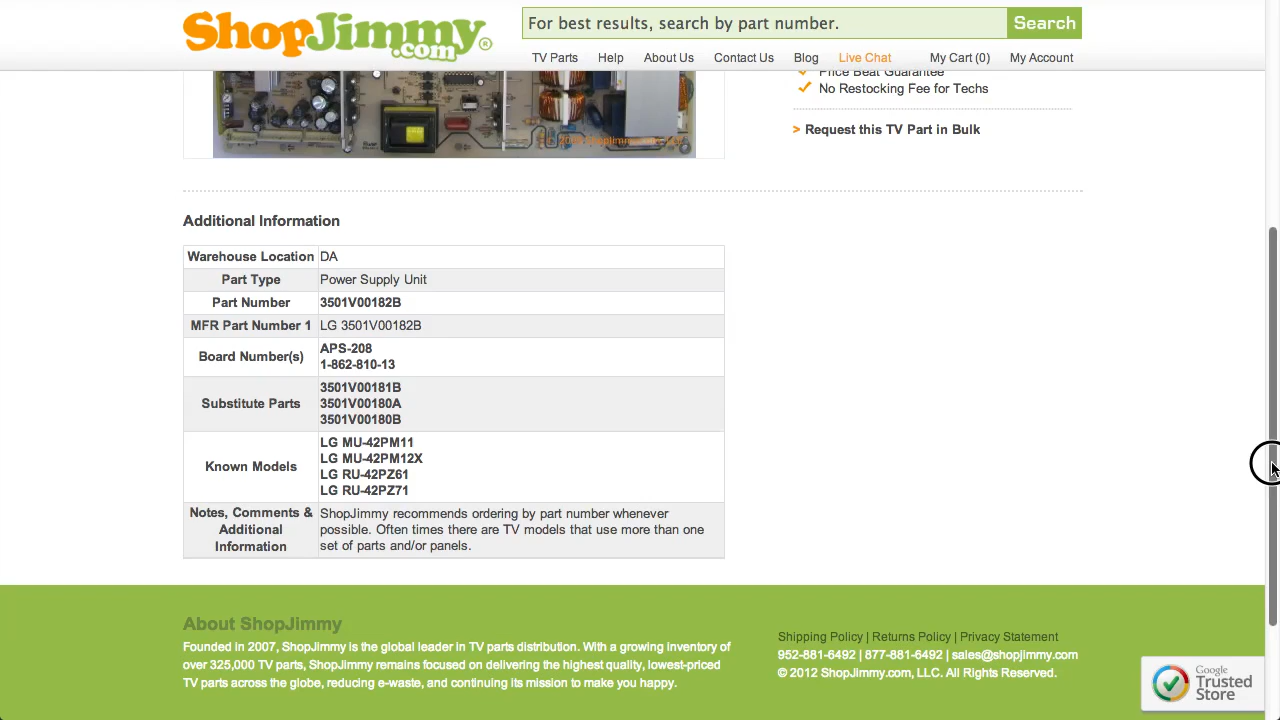 ShopJimmy.com®
For best results, search by part number.
Search
TV Parts
Help
About Us
Contact Us
Blog
Live Chat
My Cart (0)
My Account
Price Beat Guarantee
No Restocking Fee for Techs
> Request this TV Part in Bulk
Additional Information
Warehouse Location DA
Part Type Power Supply Unit
Part Number 3501V00182B
MFR Part Number 1 LG 3501V00182B
Board Number(s)
APS-208
1-862-810-13
Substitute Parts
3501V00181B
3501V00180A
3501V00180B
Known Models
LG MU-42PM11
LG MU-42PM12X
LG RU-42PZ61
LG RU-42PZ71
Notes, Comments &
Additional
Information
ShopJimmy recommends ordering by part number whenever
possible. Often times there are TV models that use more than one
set of parts and/or panels.
About ShopJimmy
Founded in 2007, ShopJimmy is the global leader in TV parts distribution. With a growing inventory
of over 325,000 TV parts, ShopJimmy remains focused on delivering the highest quality, lowest-priced
TV parts across the globe, reducing e-waste, and continuing its mission to make you happy.
Shipping Policy | Returns Policy | Privacy Statement
952-881-6492 | 877-881-6492 | sales@shopjimmy.com
© 2012 ShopJimmy.com, LLC. All Rights Reserved.
Google
Trusted
Store